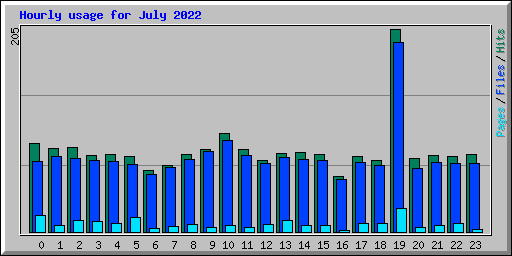 Hourly usage for July 2022
205
Pages/Files/Hits
0 1 2 3 4 5 6 7 8 9 10 11 12 13 14 15 16 17 18 19 20 21 22 23